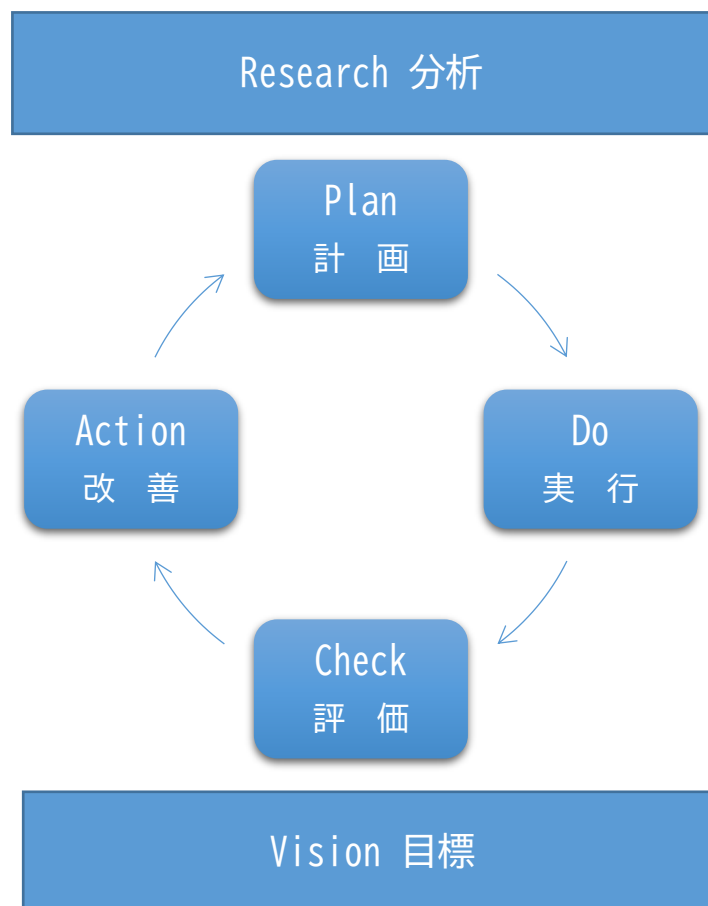 Research 分析
Plan
計　画
Action
改　善
Do
実　行
Check
評　価
Vision 目標